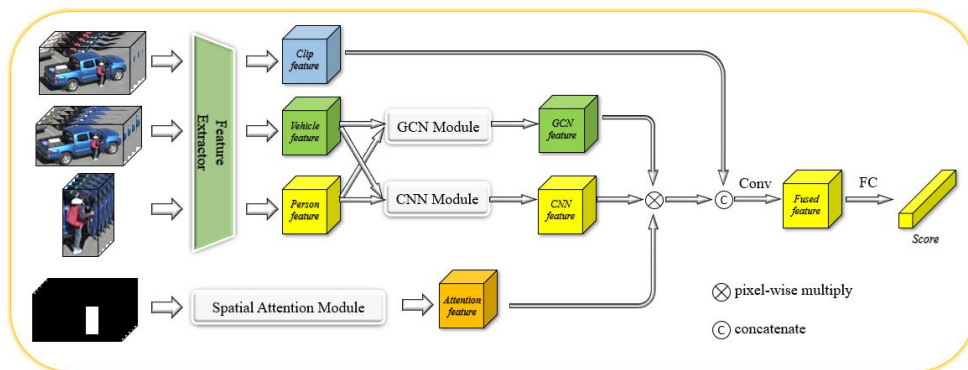 Clip
feature
Feature
Extractor
Vehicle
feature
GCN Module
GCN
feature
Person
feature
CNN Module
CNN
feature
Conv
Fused
feature
FC
Score
Spatial Attention Module
Attention
feature
pixel-wise multiply
C concatenate
C